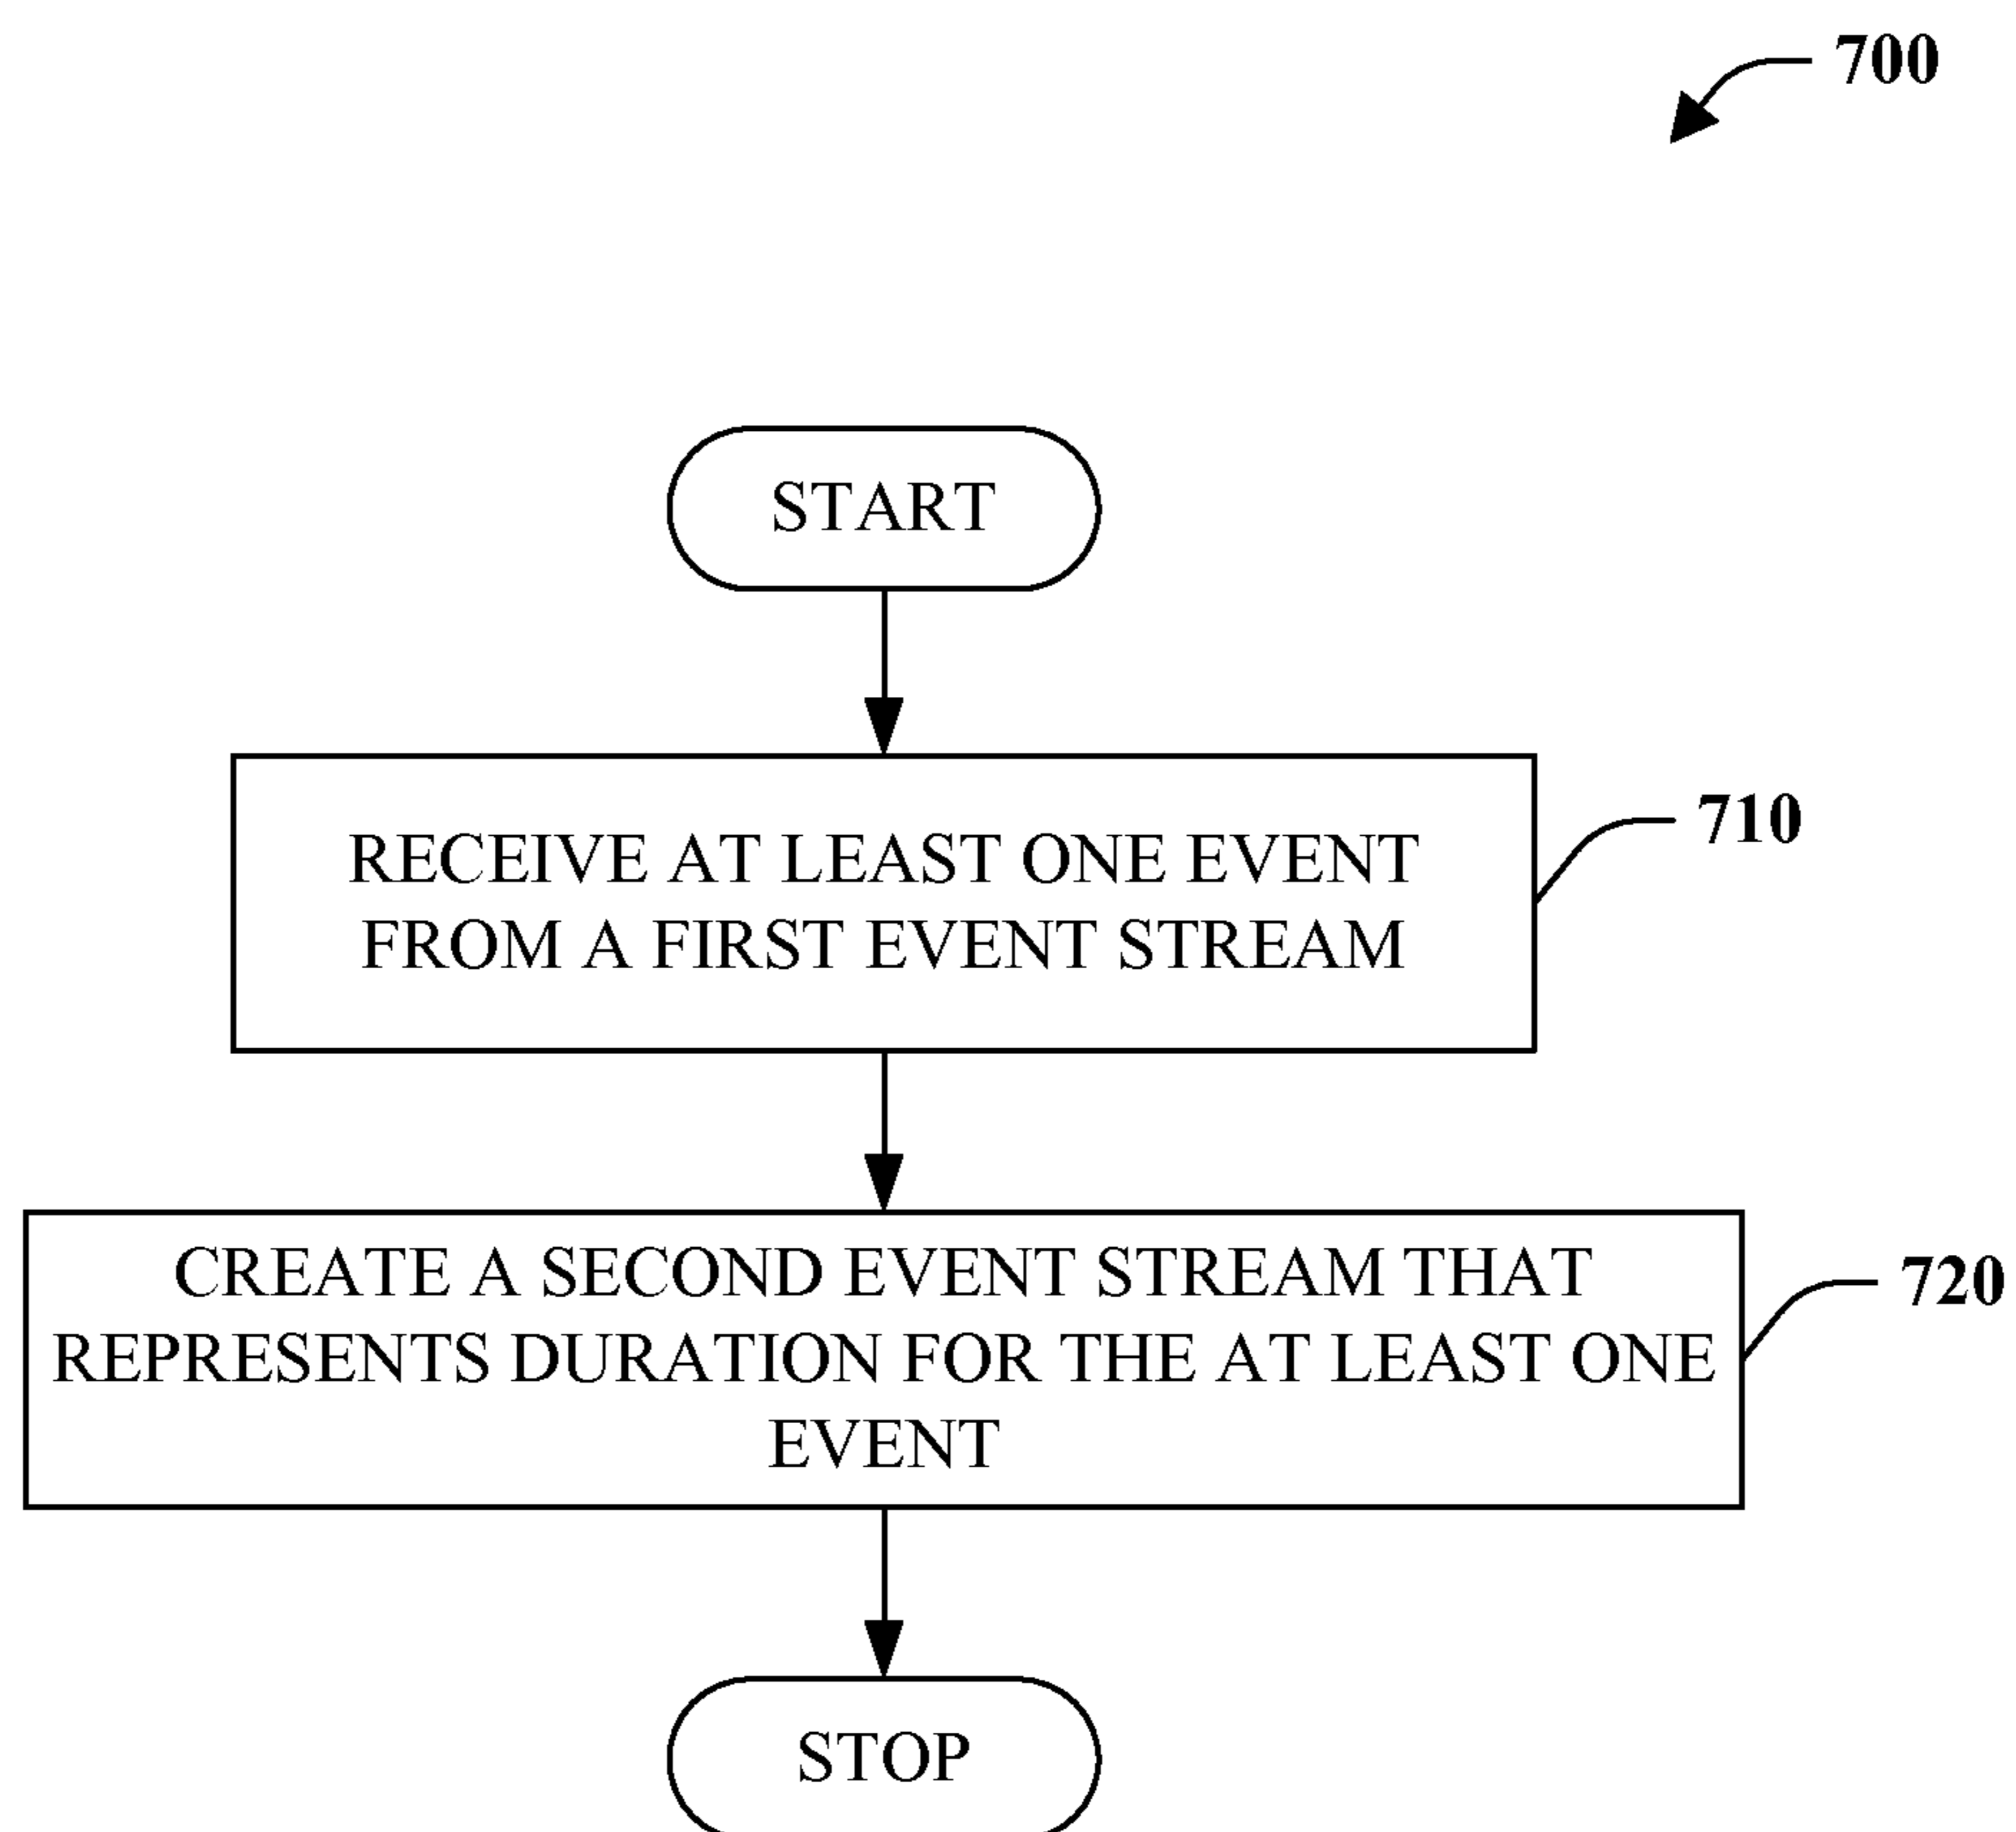 700
START
RECEIVE AT LEAST ONE EVENT
FROM A FIRST EVENT STREAM
710
CREATE A SECOND EVENT STREAM THAT
REPRESENTS DURATION FOR THE AT LEAST ONE
EVENT
720
STOP